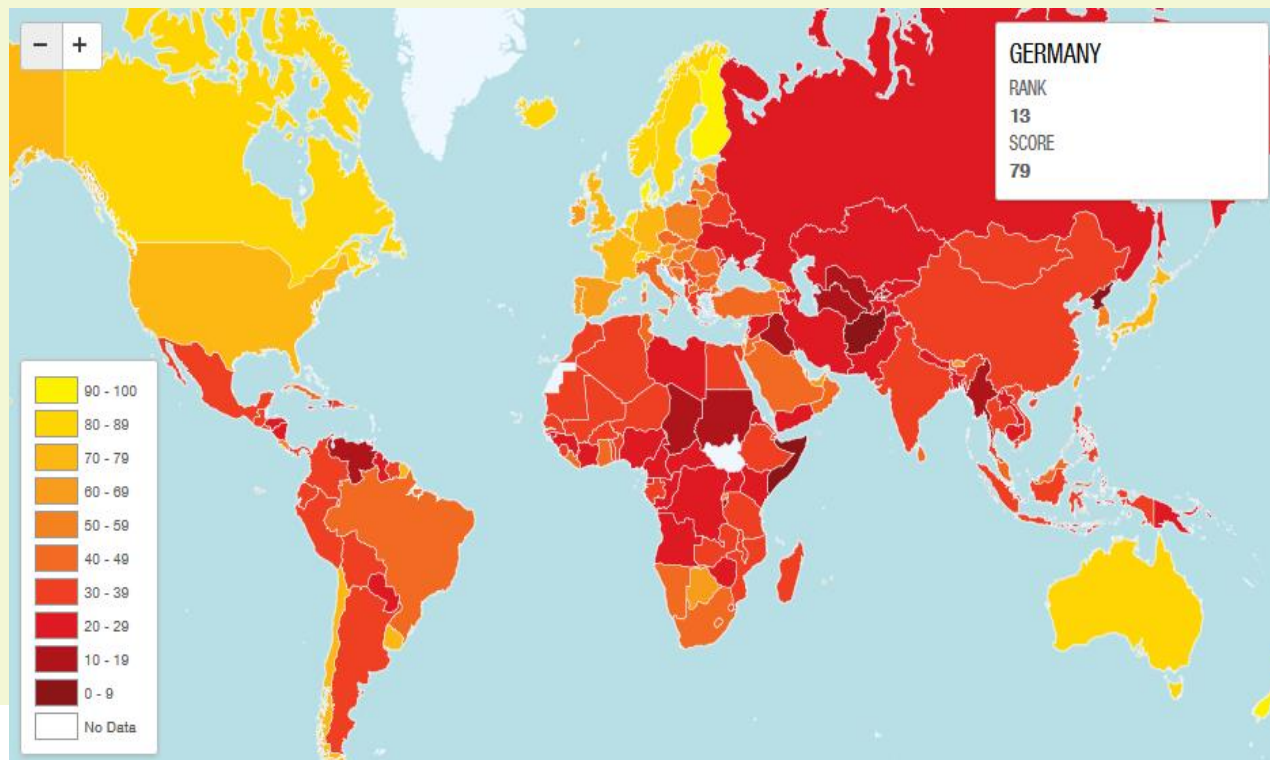 − +
GERMANY
RANK
13
SCORE
79
90 - 100
80 - 89
70 - 79
60 - 69
50 - 59
40 - 49
30 - 39
20 - 29
10 - 19
0 - 9
No Data